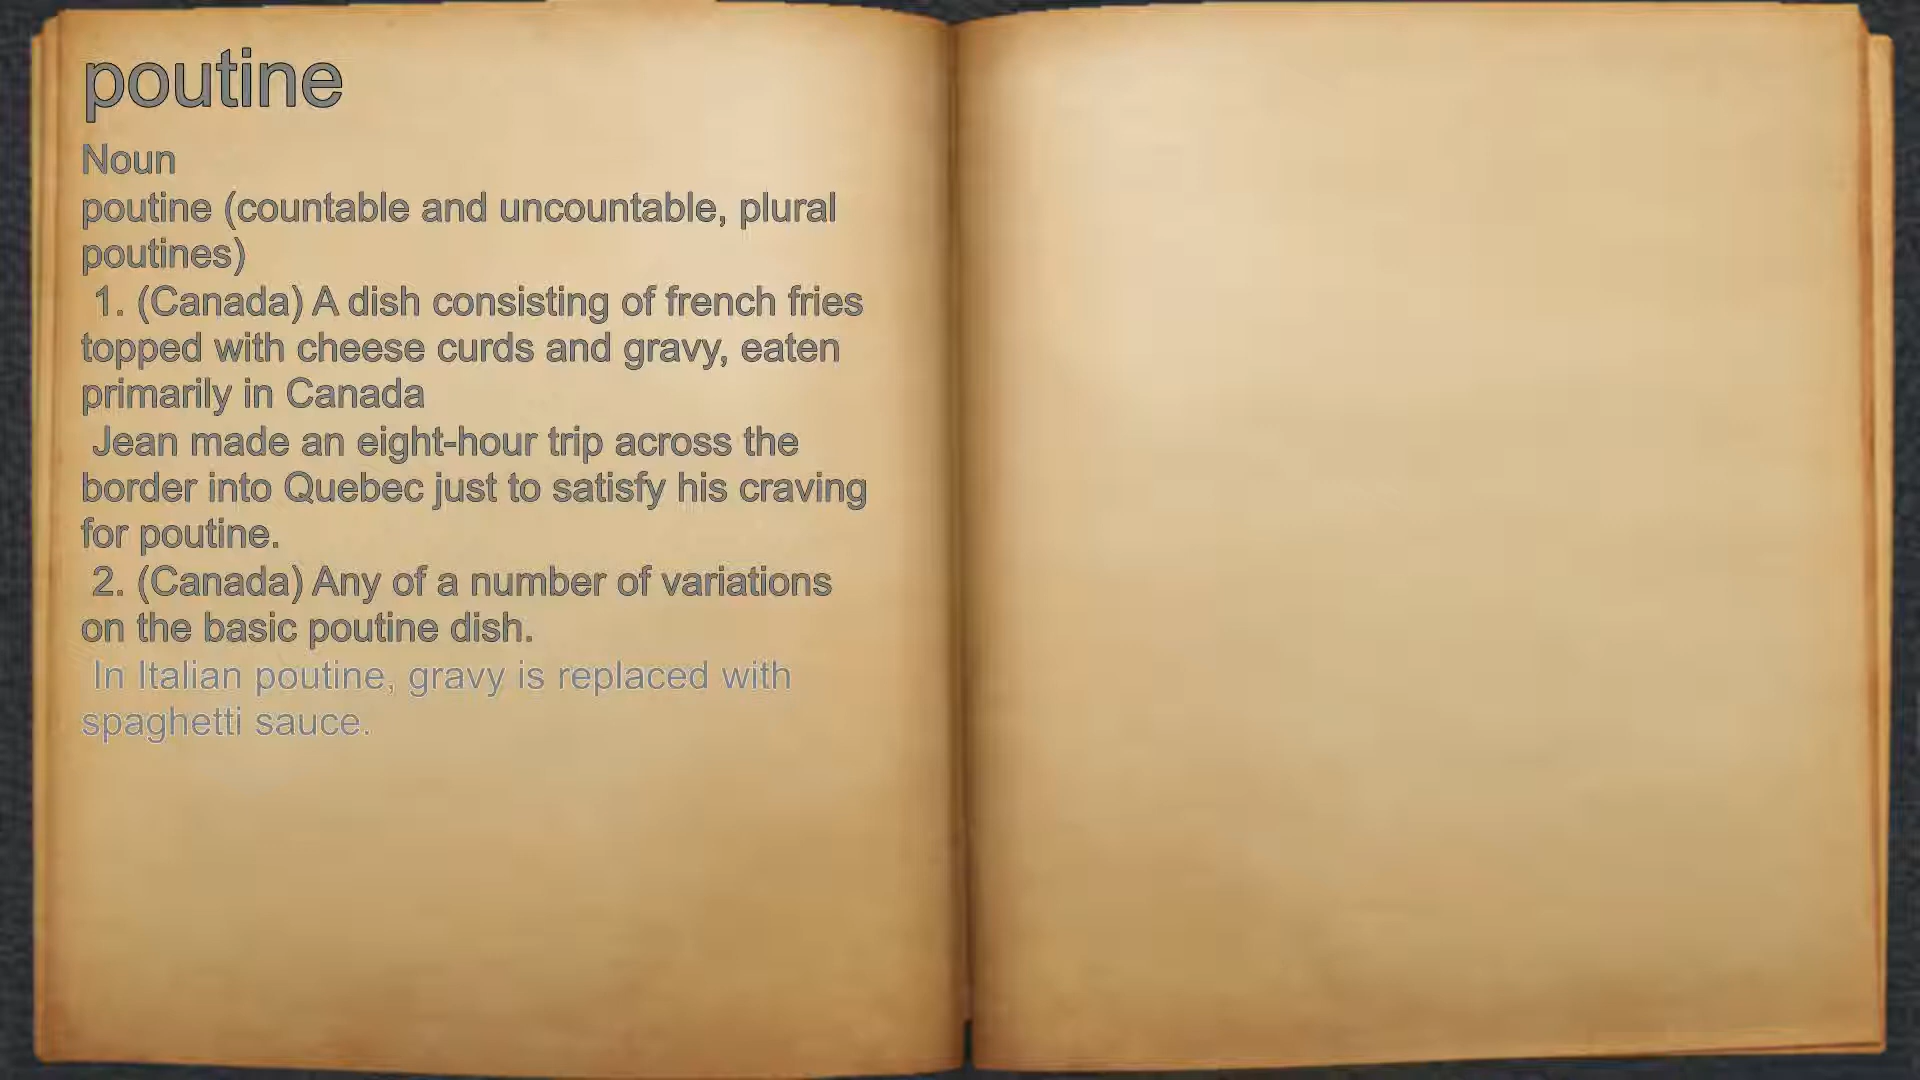 poutine
Noun
poutine (countable and uncountable, plural
poutines)
1. (Canada) A dish consisting of french fries
topped with cheese curds and gravy, eaten
primarily in Canada
Jean made an eight-hour trip across the
border into Quebec just to satisfy his craving
for poutine.
2. (Canada) Any of a number of variations
on the basic poutine dish.
In Italian poutine, gravy is replaced with
spaghetti sauce.